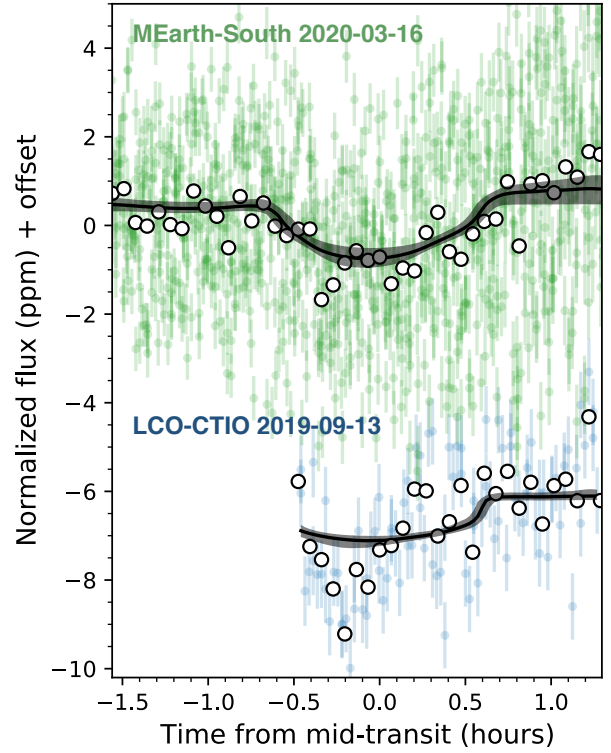 MEarth-South 2020-03-16
LCO-CTIO 2019-09-13
Normalized flux (ppm) + offset
4
2
0
−2
−4
−6
−8
−10
−1.5 −1.0 −0.5 0.0 0.5 1.0
Time from mid-transit (hours)